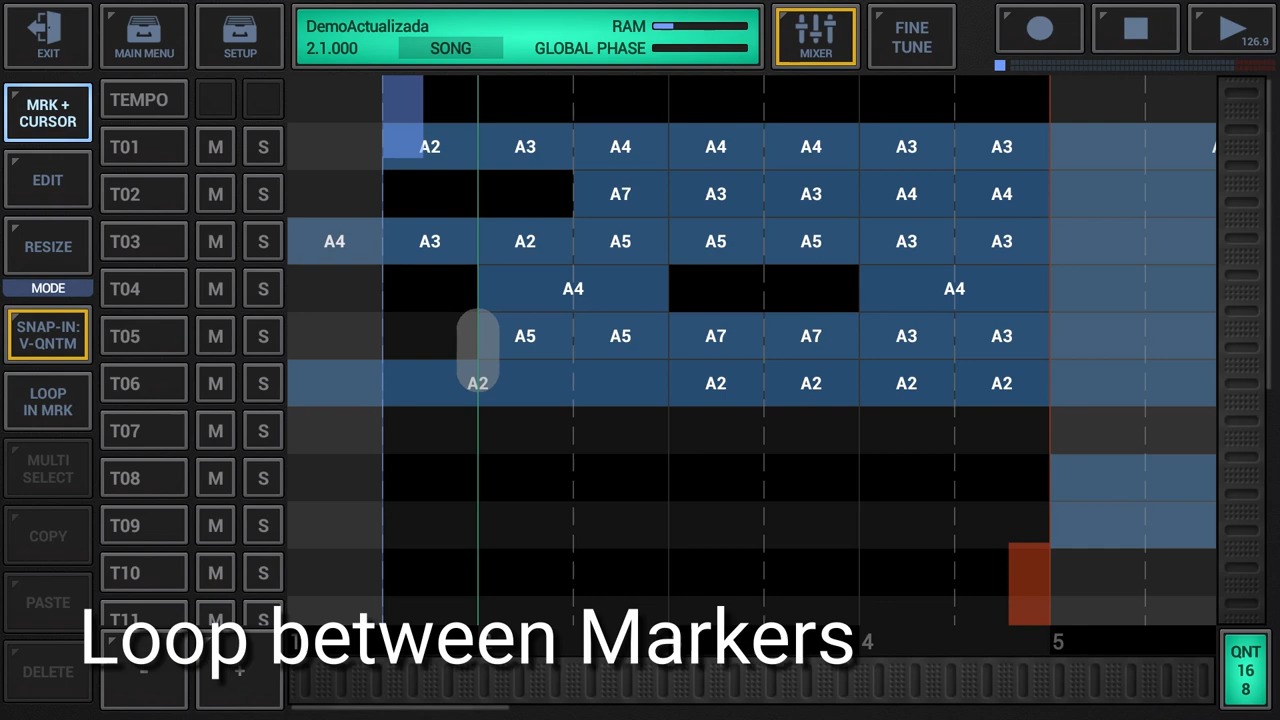 EXIT
MAIN MENU
SETUP
DemoActualizada
RAM
2.1.000
SONG
GLOBAL PHASE
MIXER
FINE
TUNE
126.9
MRK +
CURSOR
EDIT
RESIZE
MODE
SNAP-IN:
V-QNTM
LOOP
IN MRK
MULTI
SELECT
COPY
PASTE
DELETE
TEMPO
T01 M S A2 A3 A4 A4 A4 A3 A3
T02 M S A7 A3 A3 A4 A4
T03 M S A4 A3 A2 A5 A5 A5 A3 A3
T04 M S A4 A4
T05 M S A5 A5 A7 A7 A3 A3
T06 M S A2 A2 A2 A2 A2
T07 M S
T08 M S
T09 M S
T10 M S
T11 M S
4 5
Loop between Markers
- +
QNT
16
8